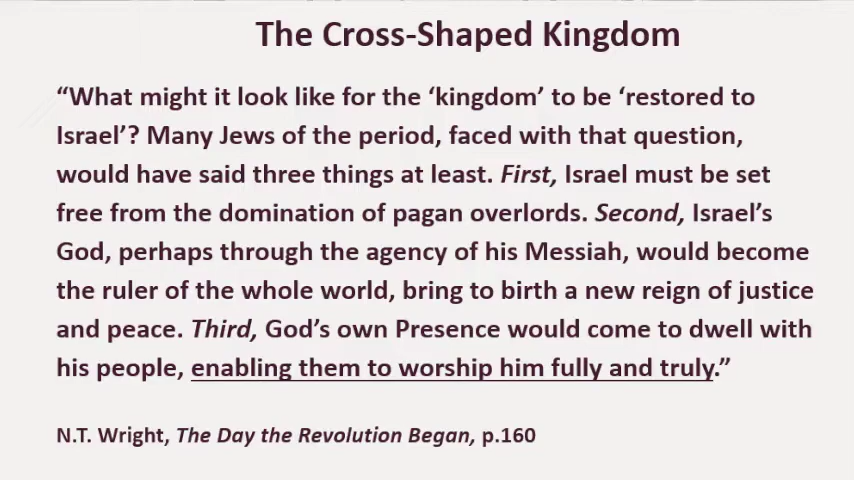 The Cross-Shaped Kingdom
“What might it look like for the ‘kingdom’ to be ‘restored to
Israel’? Many Jews of the period, faced with that question,
would have said three things at least. First, Israel must be set
free from the domination of pagan overlords. Second, Israel’s
God, perhaps through the agency of his Messiah, would become
the ruler of the whole world, bring to birth a new reign of justice
and peace. Third, God’s own Presence would come to dwell with
his people, enabling them to worship him fully and truly.”
N.T. Wright, The Day the Revolution Began, p.160